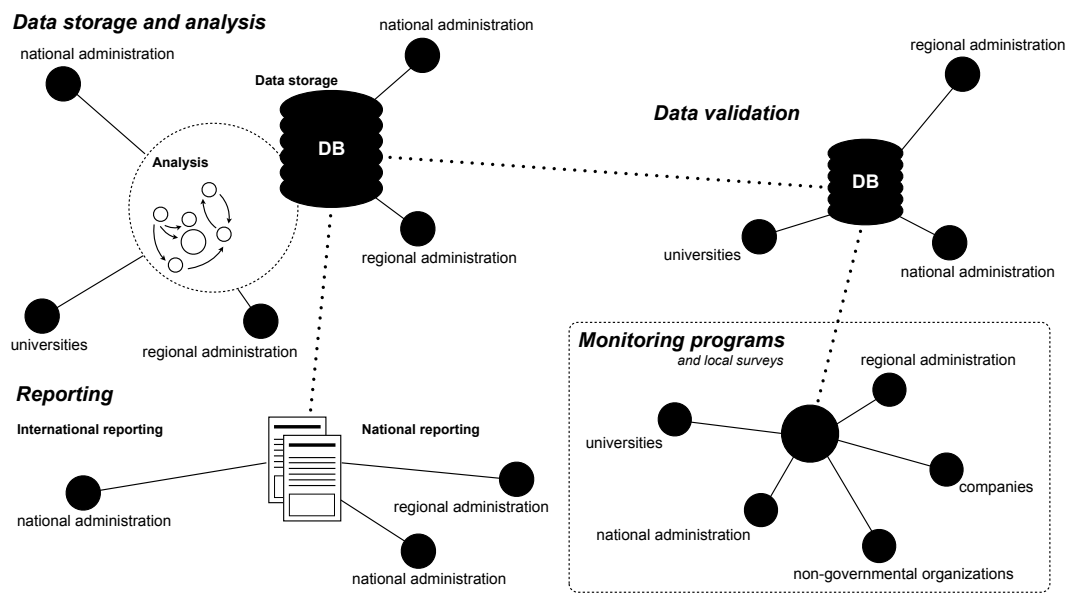 Data storage and analysis
national administration
national administration
Data storage
DB
Analysis
regional administration
universities
regional administration
Data validation
regional administration
DB
universities
national administration
Reporting
International reporting
National reporting
national administration
regional administration
national administration
Monitoring programs
and local surveys
regional administration
universities
companies
national administration
non-governmental organizations